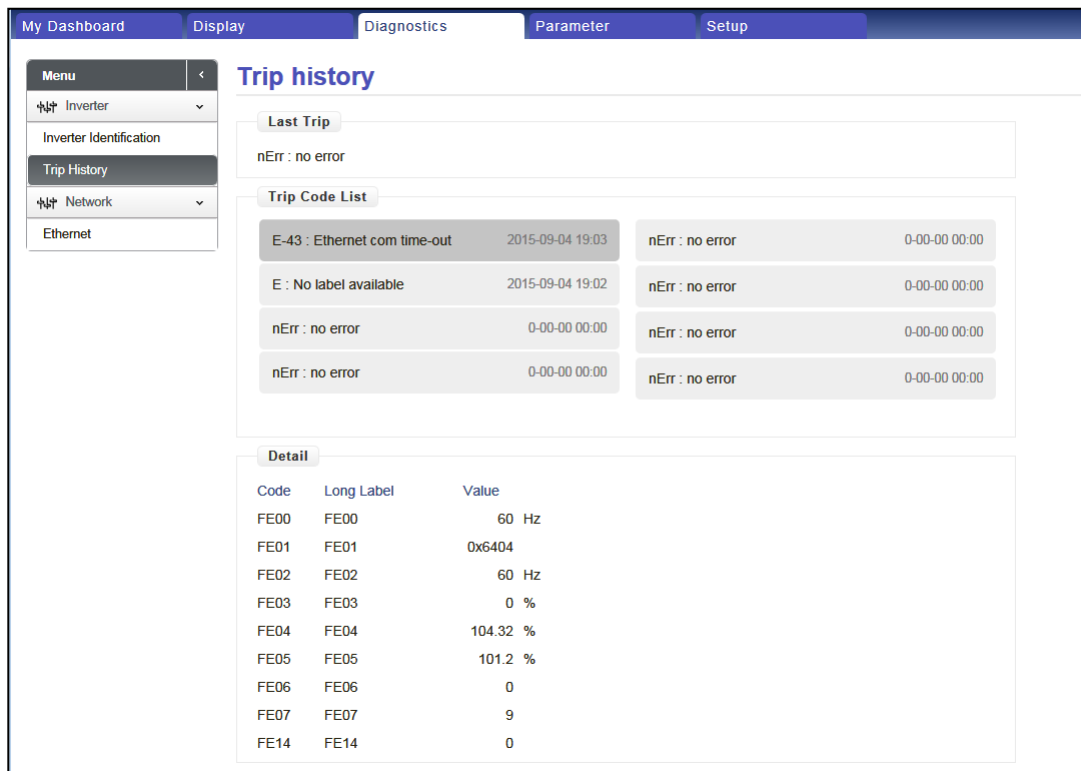 My Dashboard Display Diagnostics Parameter Setup
Menu
Inverter
Inverter Identification
Trip History
Network
Ethernet
Trip history
Last Trip
nErr : no error
Trip Code List
E-43 : Ethernet com time-out 2015-09-04 19:03
E : No label available 2015-09-04 19:02
nErr : no error 0-00-00 00:00
nErr : no error 0-00-00 00:00
nErr : no error 0-00-00 00:00
nErr : no error 0-00-00 00:00
nErr : no error 0-00-00 00:00
nErr : no error 0-00-00 00:00
Detail
Code Long Label Value
FE00 FE00 60 Hz
FE01 FE01 0x6404
FE02 FE02 60 Hz
FE03 FE03 0 %
FE04 FE04 104.32 %
FE05 FE05 101.2 %
FE06 FE06 0
FE07 FE07 9
FE14 FE14 0